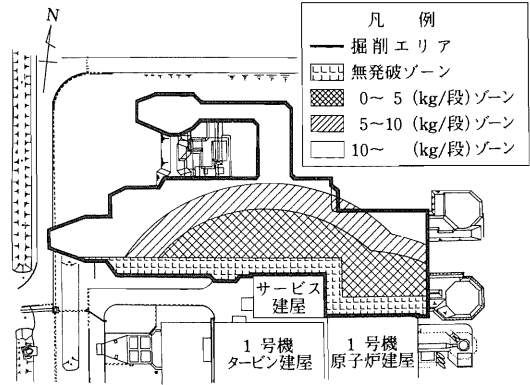 N
凡 例
掘削エリア
無発破ゾーン
0～ 5 (kg/段)ゾーン
5～10 (kg/段)ゾーン
10～ (kg/段)ゾーン
サービス
建屋
1号機
タービン建屋
1号機
原子炉建屋